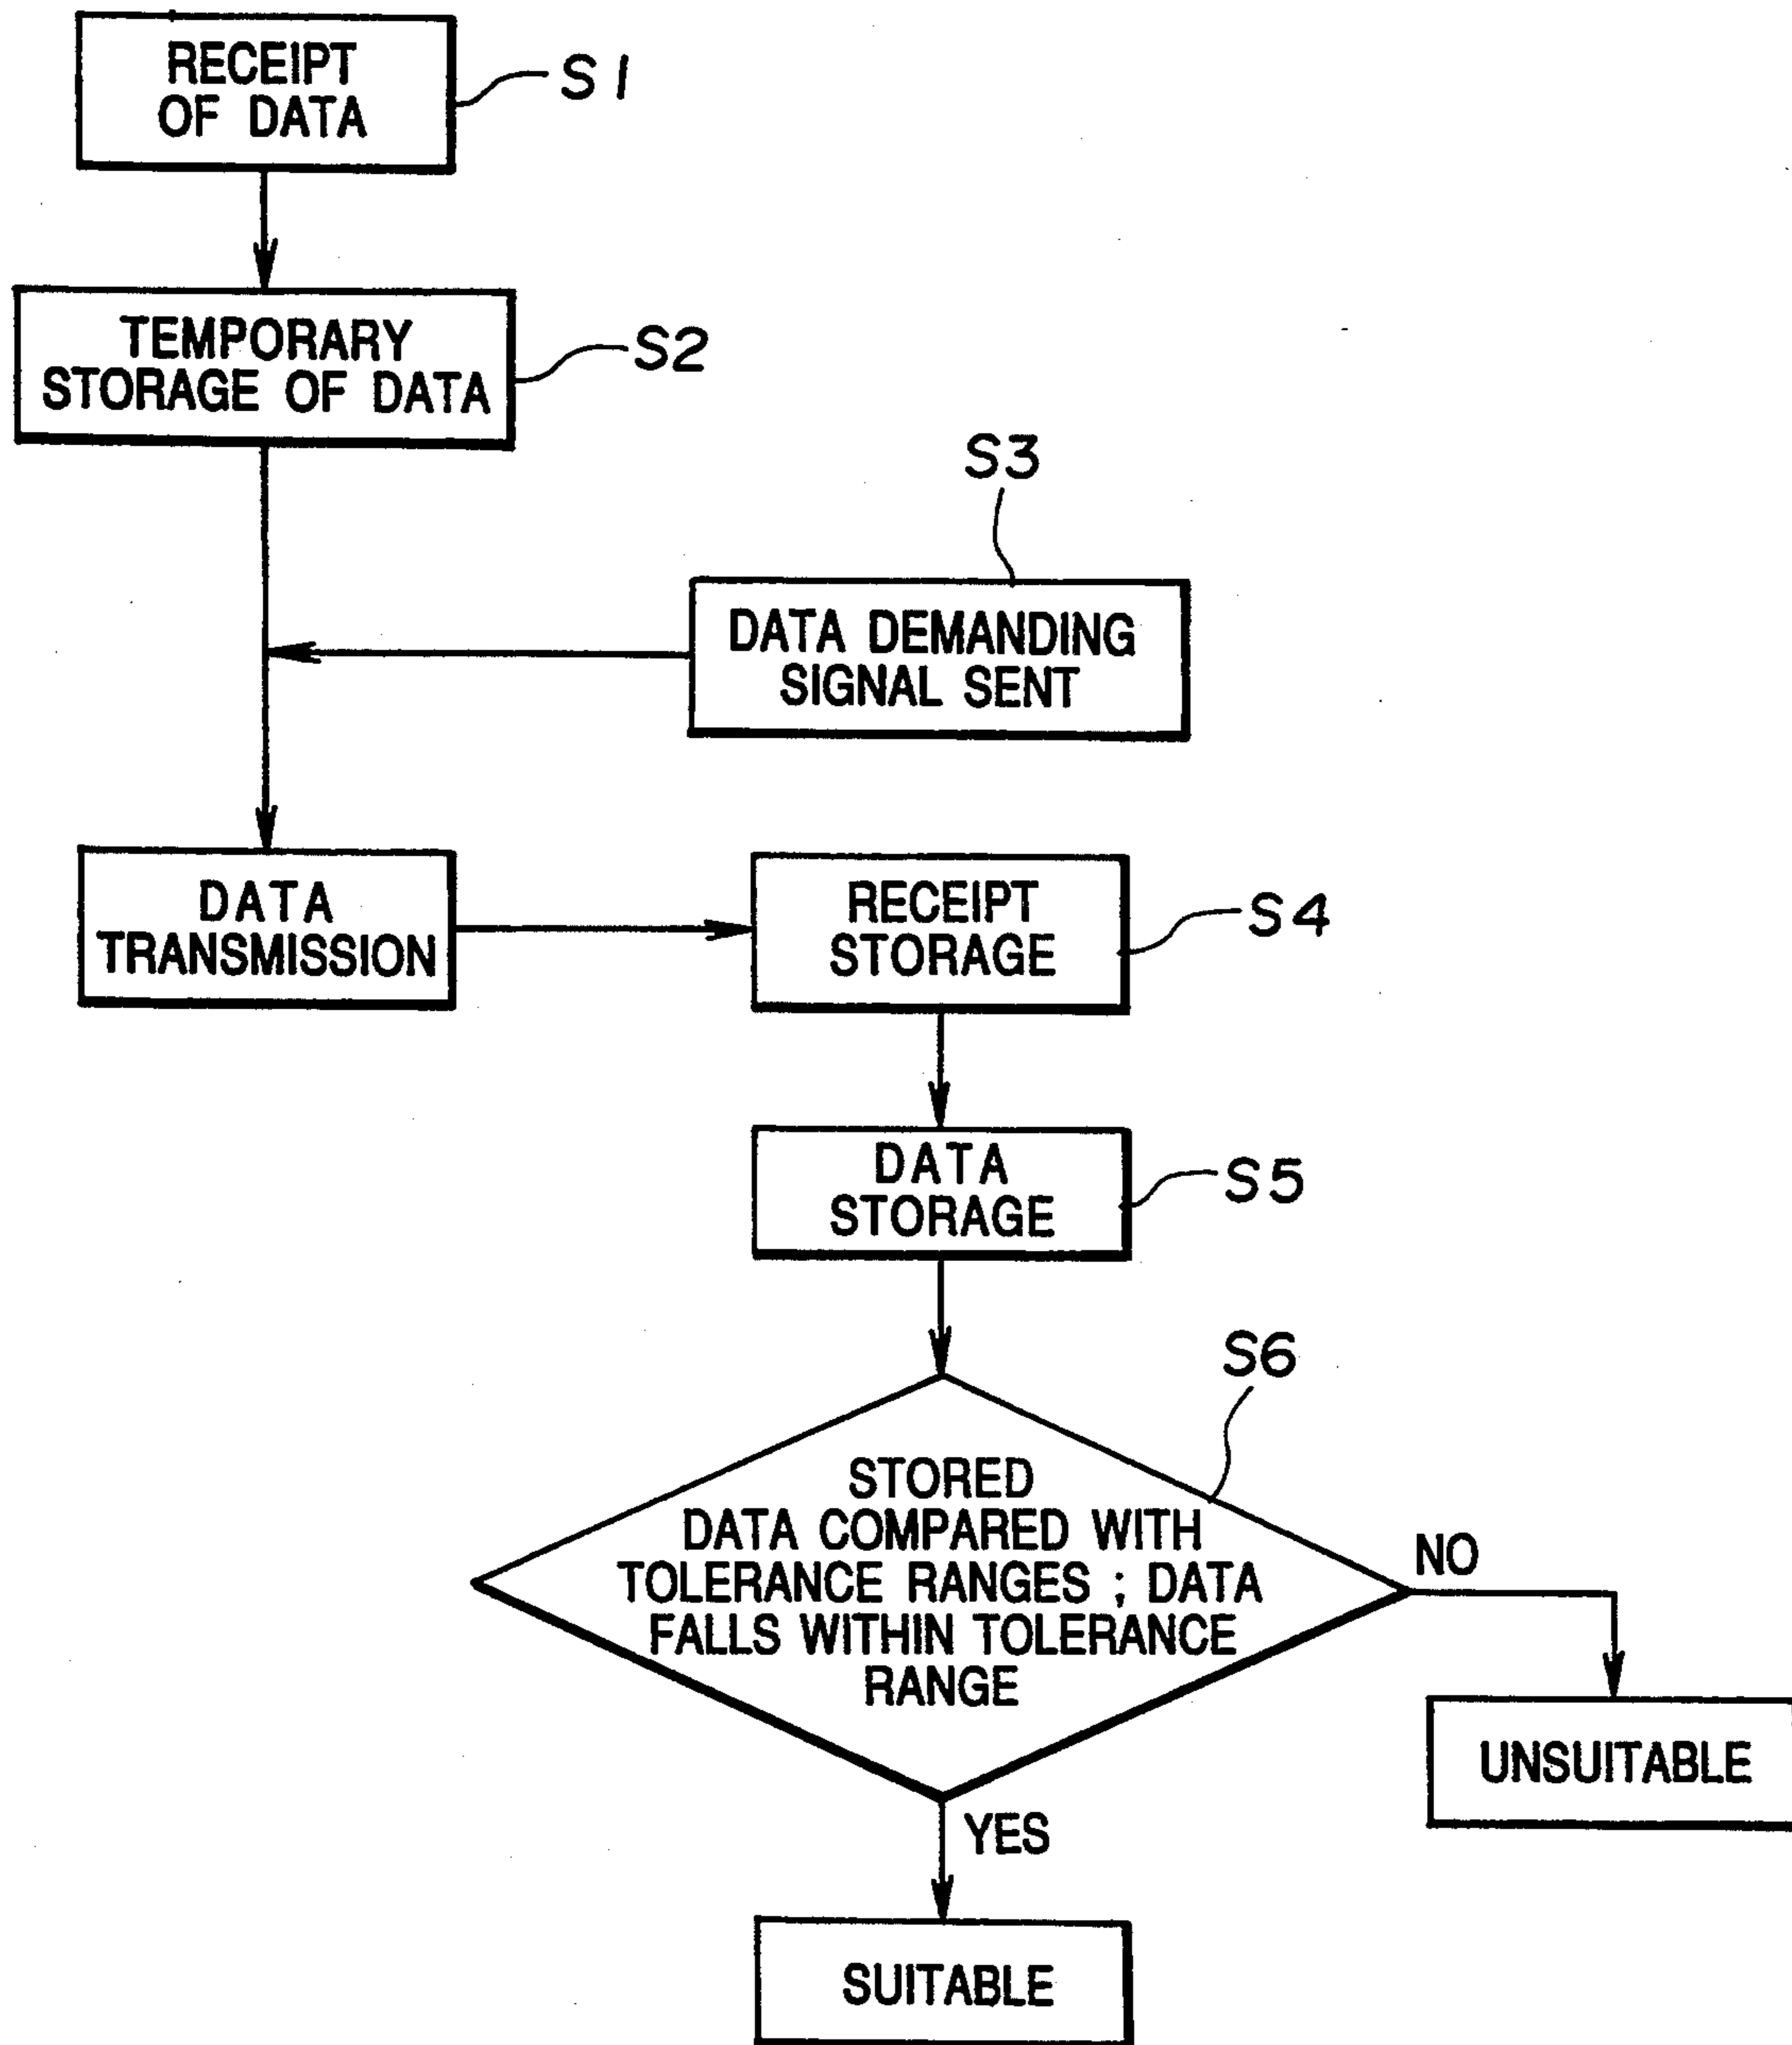 RECEIPT
OF DATA
S1
TEMPORARY
STORAGE OF DATA
S2
S3
DATA DEMANDING
SIGNAL SENT
DATA
TRANSMISSION
RECEIPT
STORAGE
S4
DATA
STORAGE
S5
S6
STORED
DATA COMPARED WITH
TOLERANCE RANGES ; DATA
FALLS WITHIN TOLERANCE
RANGE
NO
UNSUITABLE
YES
SUITABLE